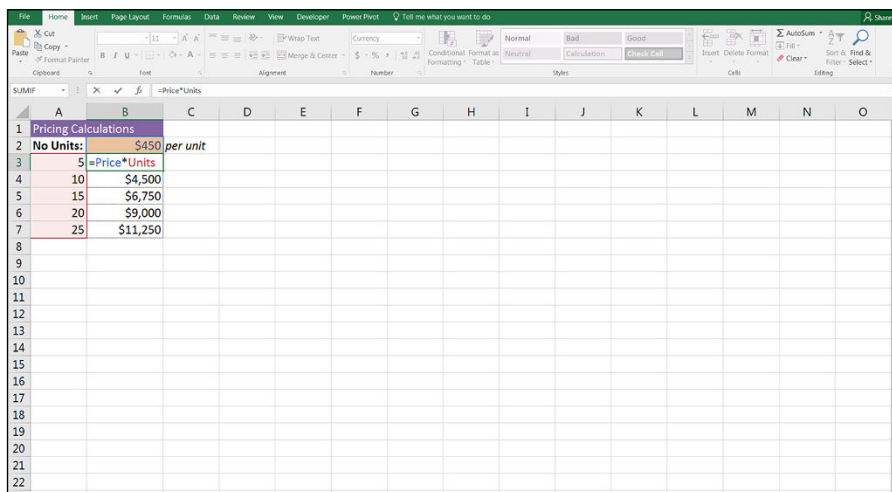 File Home Insert Page Layout Formulas Data Review View Developer Power Pivot Tell me what you want to do Share
Paste
Cut
Copy
Format Painter
Clipboard
11 A A
B I U A
Font
Wrap Text
Merge & Center
Alignment
Currency
$ % ,
Number
Conditional Formatting
Format as Table
Normal Bad Good
Neutral Calculation Check Cell
Styles
Insert Delete Format
Cells
AutoSum
Fill
Clear
Sort & Filter
Find & Select
Editing
SUMIF fx =Price*Units
A B C D E F G H I J K L M N O
1 Pricing Calculations
2 No Units: $450 per unit
3 5 =Price*Units
4 10 $4,500
5 15 $6,750
6 20 $9,000
7 25 $11,250
8
9
10
11
12
13
14
15
16
17
18
19
20
21
22